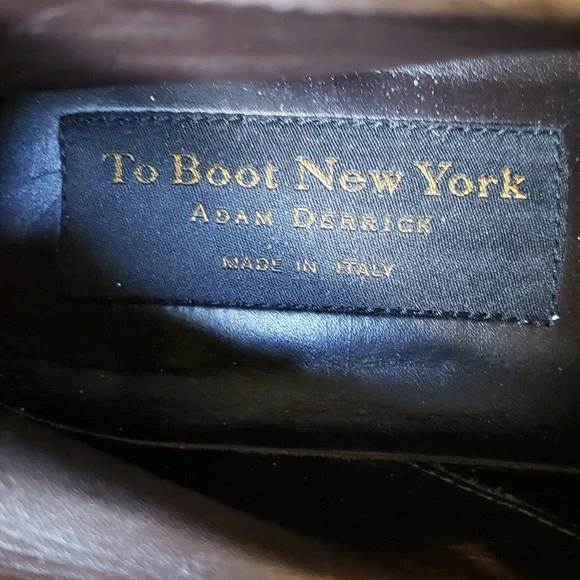 To Boot New York
Adam Derrick
Made in Italy